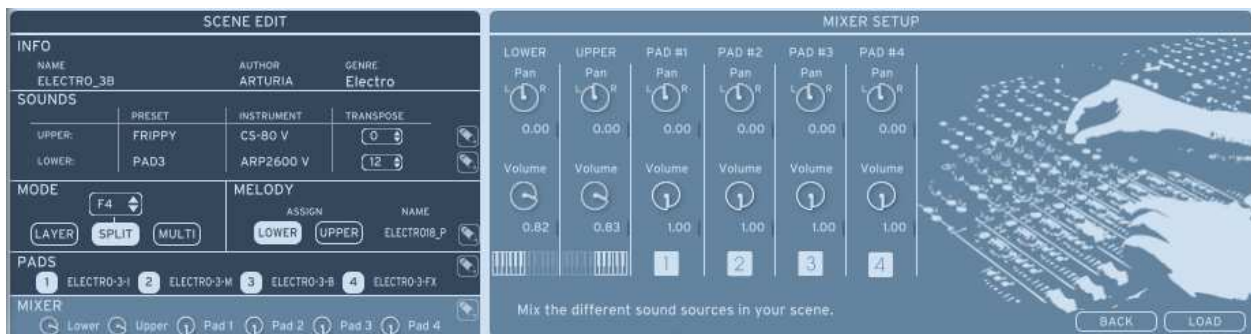 SCENE EDIT
INFO
NAME AUTHOR GENRE
ELECTRO_3B ARTURIA Electro
SOUNDS
PRESET INSTRUMENT TRANSPOSE
UPPER: FRIPPY CS-80 V 0
LOWER: PAD3 ARP2600 V 12
MODE MELODY
F4 ASSIGN NAME
LAYER SPLIT MULTI LOWER UPPER ELECTRO18_P
PADS
1 ELECTRO-3-I 2 ELECTRO-3-M 3 ELECTRO-3-B 4 ELECTRO-3-FX
MIXER
Lower Upper Pad 1 Pad 2 Pad 3 Pad 4
MIXER SETUP
LOWER UPPER PAD #1 PAD #2 PAD #3 PAD #4
Pan Pan Pan Pan Pan Pan
L R L R L R L R L R L R
0.00 0.00 0.00 0.00 0.00 0.00
Volume Volume Volume Volume Volume Volume
0.82 0.83 1.00 1.00 1.00 1.00
1 2 3 4
Mix the different sound sources in your scene.
BACK LOAD